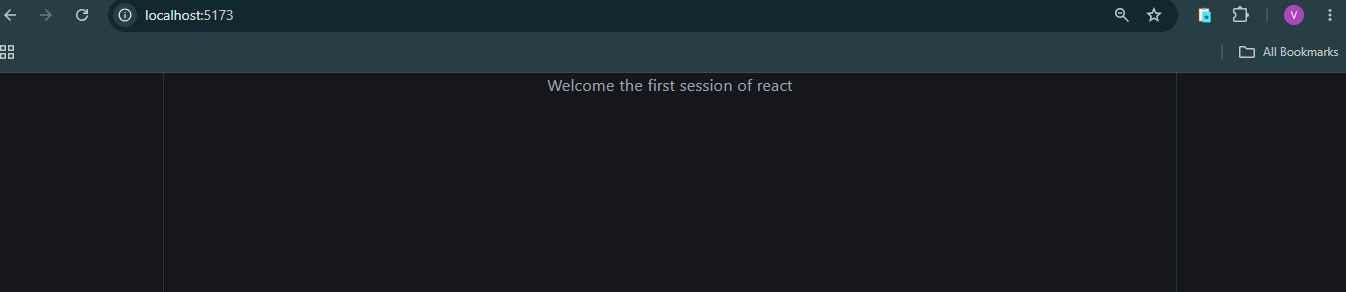 localhost:5173
V
All Bookmarks
Welcome the first session of react